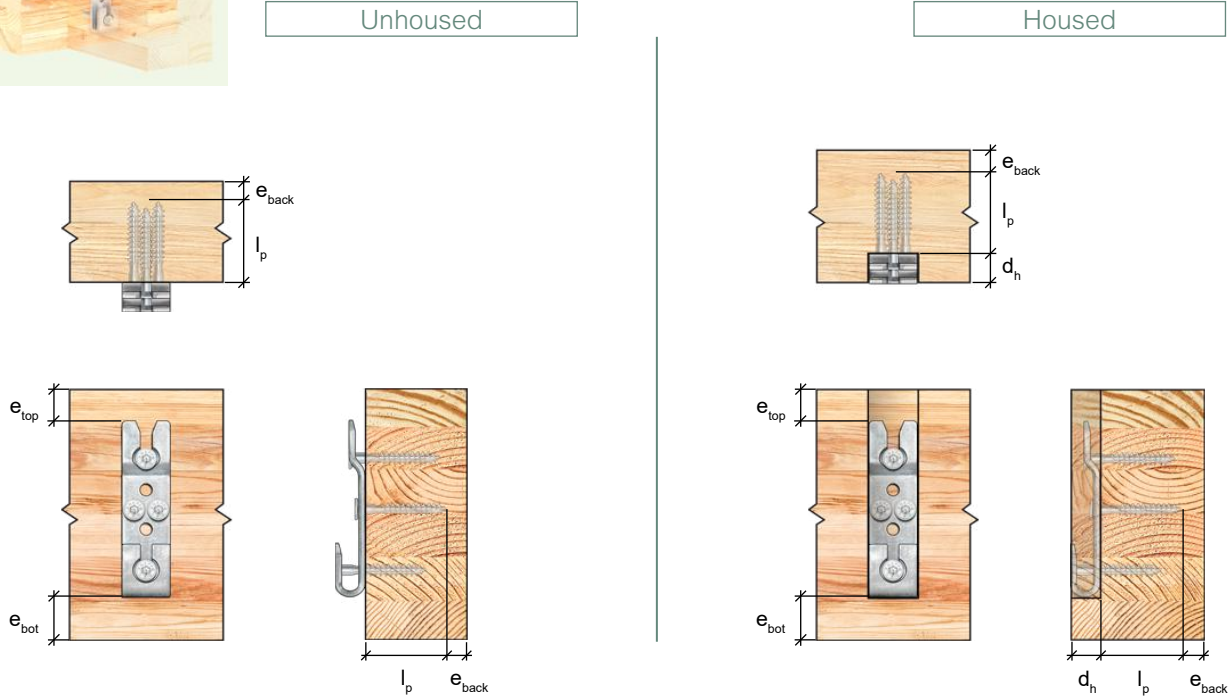 Unhoused
e_back
l_p
e_top
e_bot
l_p e_back
Housed
e_back
l_p
d_h
e_top
e_bot
d_h l_p e_back